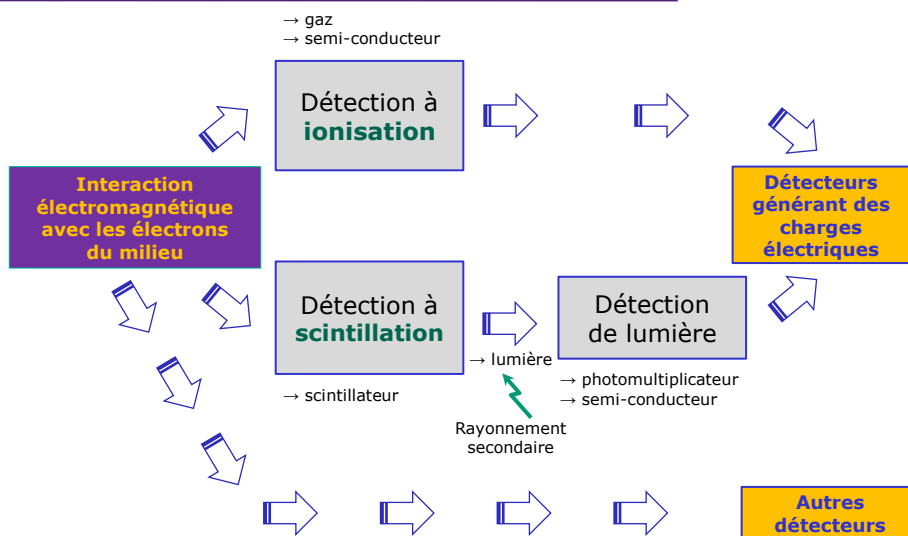 → gaz
→ semi-conducteur
Détection à
ionisation
Interaction
électromagnétique
avec les électrons
du milieu
Détecteurs
générant des
charges
électriques
Détection à
scintillation
→ lumière
Détection
de lumière
→ scintillateur
→ photomultiplicateur
→ semi-conducteur
Rayonnement
secondaire
Autres
détecteurs